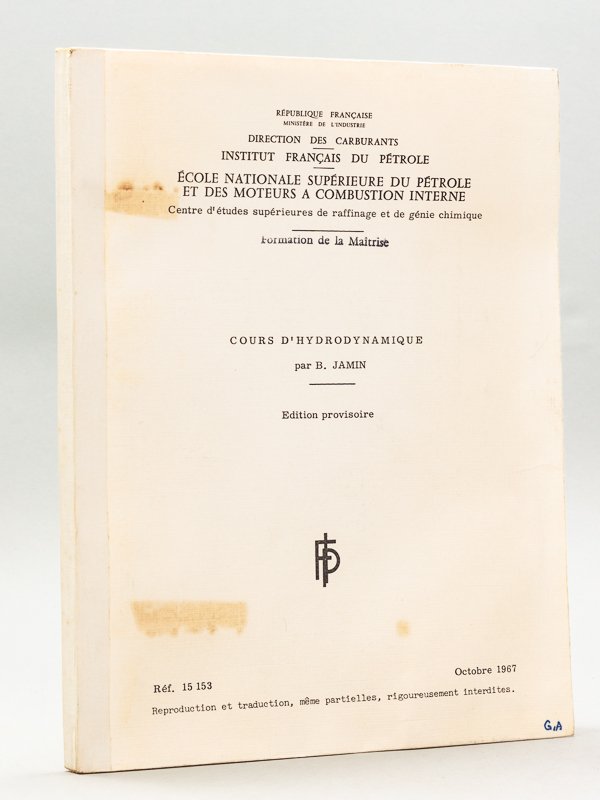 RÉPUBLIQUE FRANÇAISE
MINISTÈRE DE L'INDUSTRIE
DIRECTION DES CARBURANTS
INSTITUT FRANÇAIS DU PÉTROLE
ÉCOLE NATIONALE SUPÉRIEURE DU PÉTROLE
ET DES MOTEURS A COMBUSTION INTERNE
Centre d'études supérieures de raffinage et de génie chimique
Formation de la Maîtrise
COURS D'HYDRODYNAMIQUE
par B. JAMIN
Edition provisoire
IFP
Réf. 15 153
Octobre 1967
Reproduction et traduction, même partielles, rigoureusement interdites.
G.A